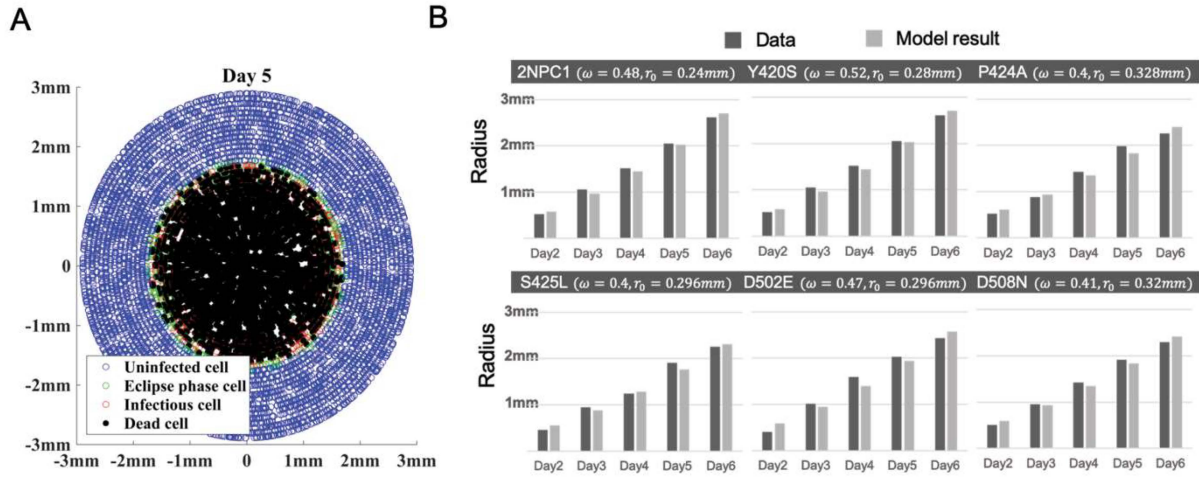 A
Day 5
3mm
2mm
1mm
0
-1mm
-2mm
-3mm
-3mm -2mm -1mm 0 1mm 2mm 3mm
Uninfected cell
Eclipse phase cell
Infectious cell
Dead cell
B
Data Model result
2NPC1 (ω = 0.48, r₀ = 0.24mm) Y420S (ω = 0.52, r₀ = 0.28mm) P424A (ω = 0.4, r₀ = 0.328mm)
Radius
3mm
2mm
1mm
Day2 Day3 Day4 Day5 Day6 Day2 Day3 Day4 Day5 Day6 Day2 Day3 Day4 Day5 Day6
S425L (ω = 0.4, r₀ = 0.296mm) D502E (ω = 0.47, r₀ = 0.296mm) D508N (ω = 0.41, r₀ = 0.32mm)
Radius
3mm
2mm
1mm
Day2 Day3 Day4 Day5 Day6 Day2 Day3 Day4 Day5 Day6 Day2 Day3 Day4 Day5 Day6